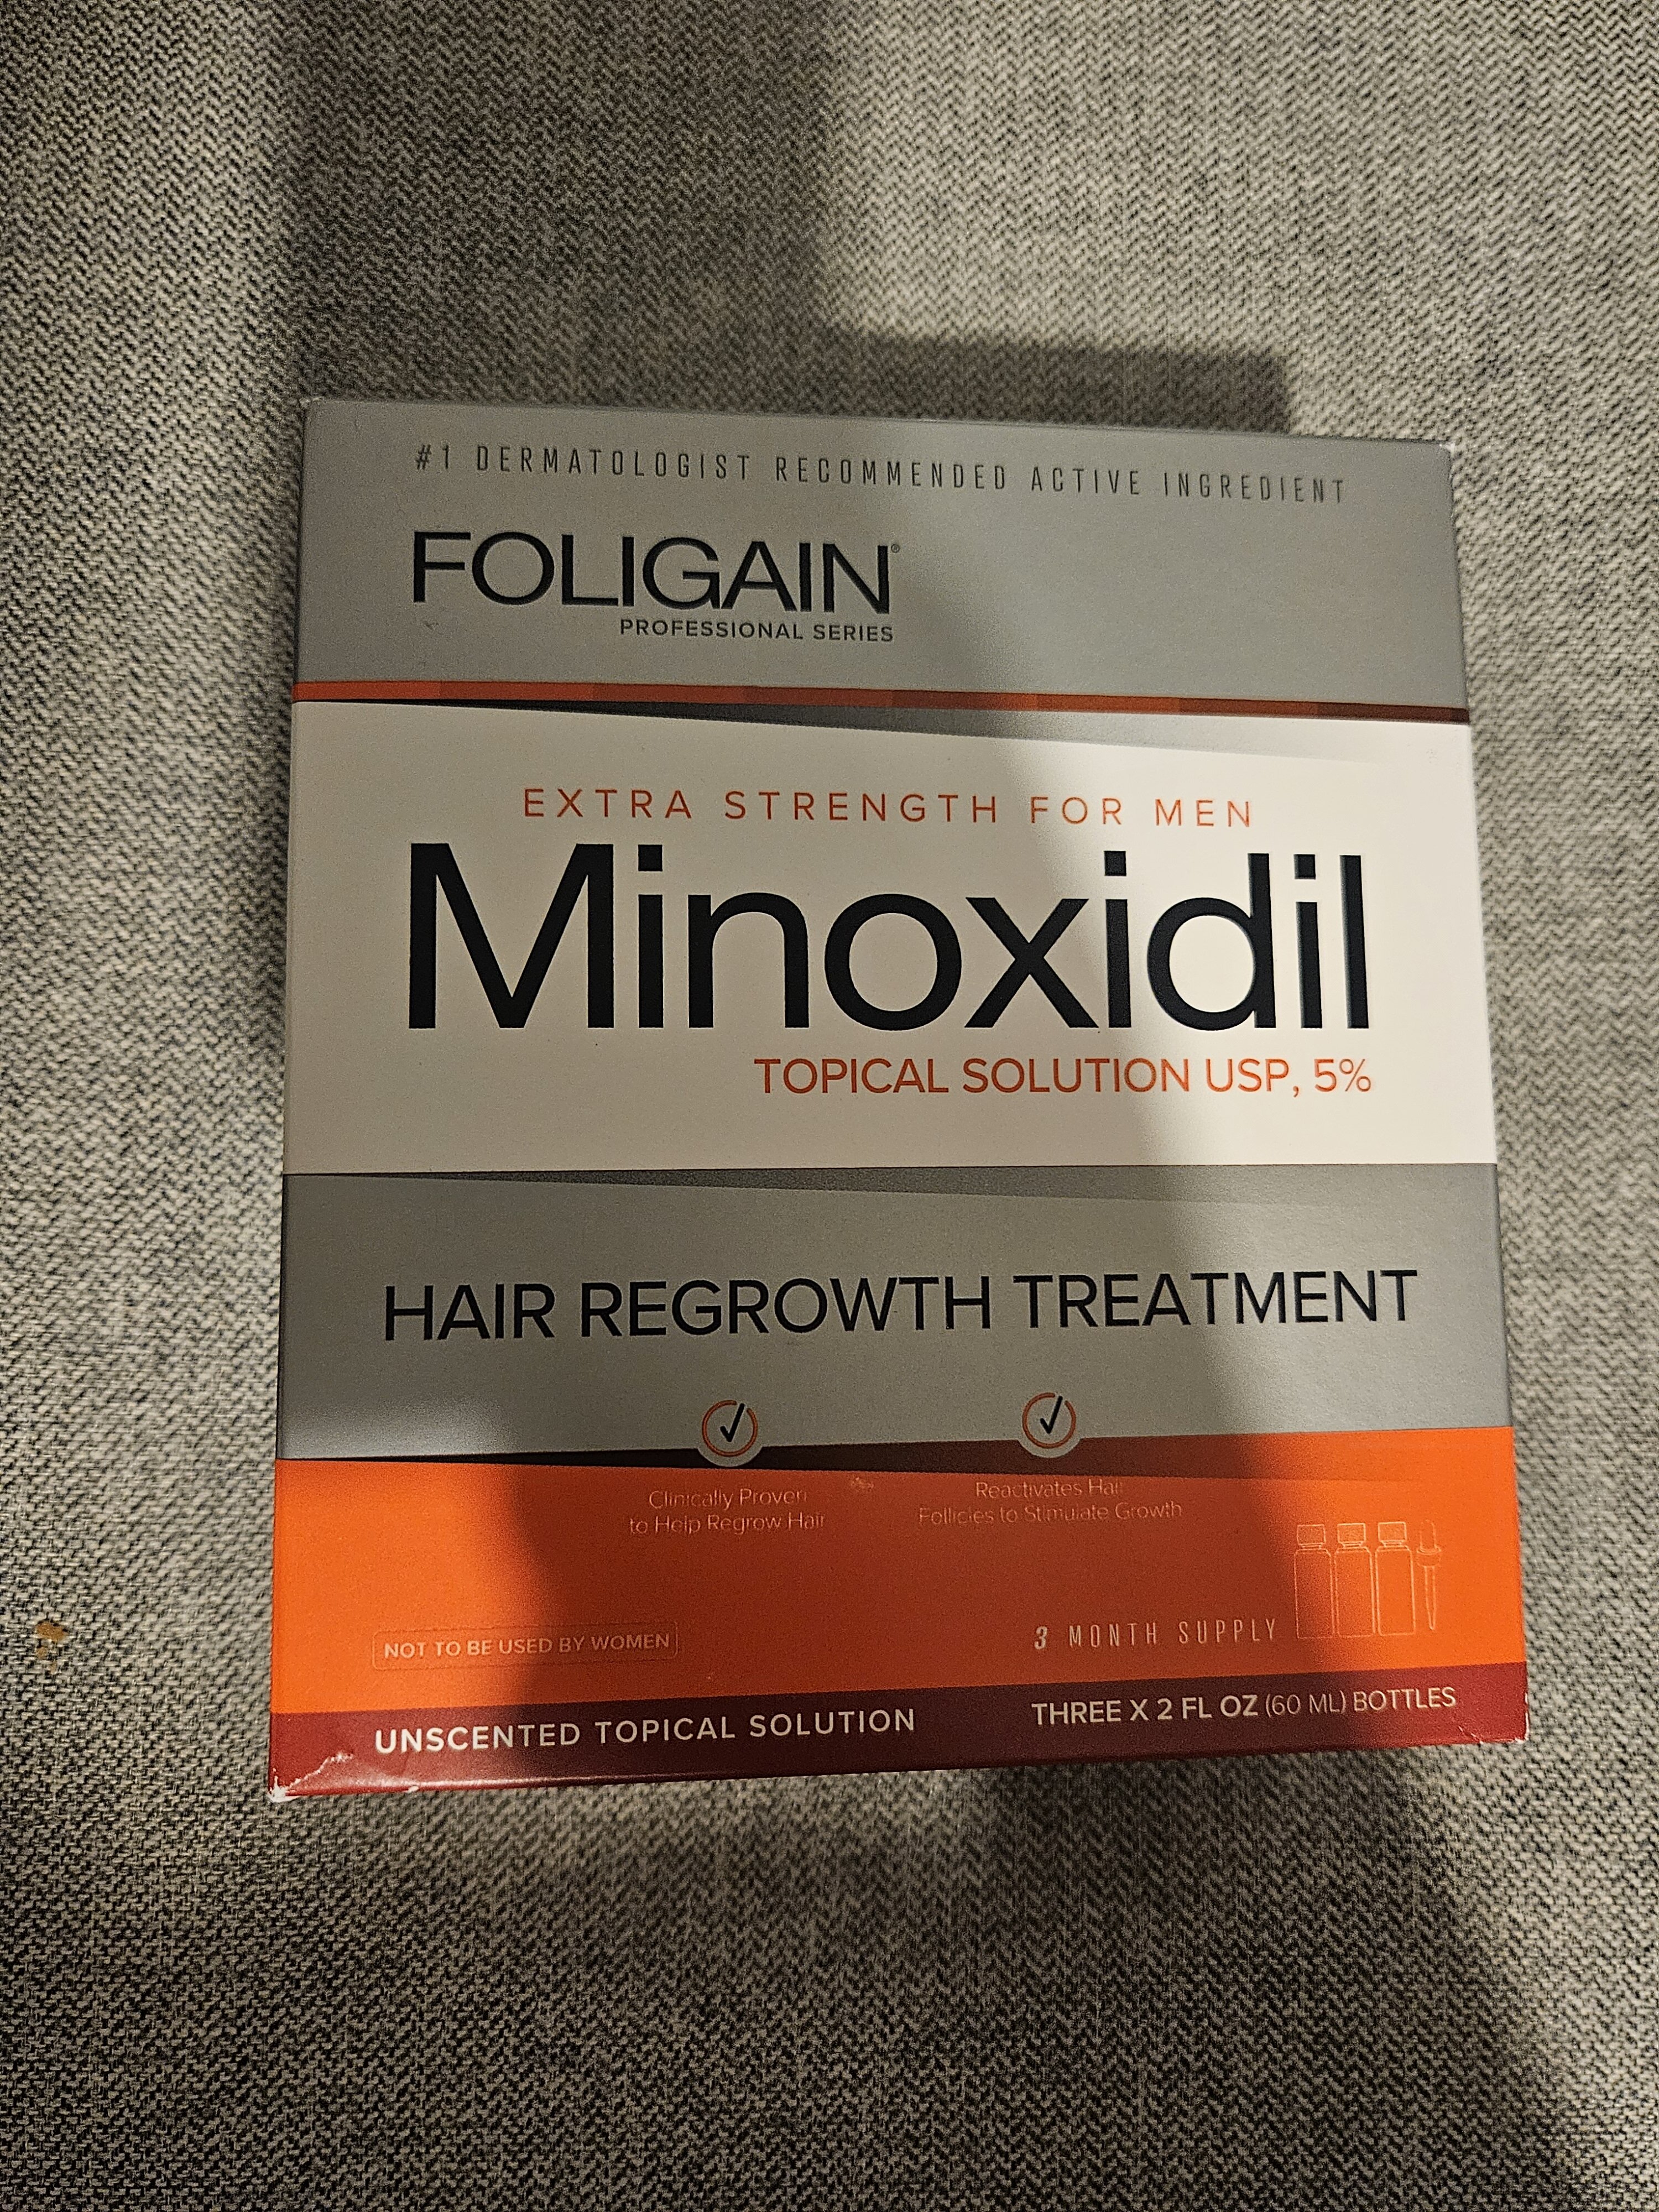 #1 DERMATOLOGIST RECOMMENDED ACTIVE INGREDIENT
FOLIGAIN®
PROFESSIONAL SERIES
EXTRA STRENGTH FOR MEN
Minoxidil
TOPICAL SOLUTION USP, 5%
HAIR REGROWTH TREATMENT
Clinically Proven
to Help Regrow Hair
Reactivates Hair
Follicles to Stimulate Growth
NOT TO BE USED BY WOMEN
3 MONTH SUPPLY
UNSCENTED TOPICAL SOLUTION
THREE X 2 FL OZ (60 ML) BOTTLES